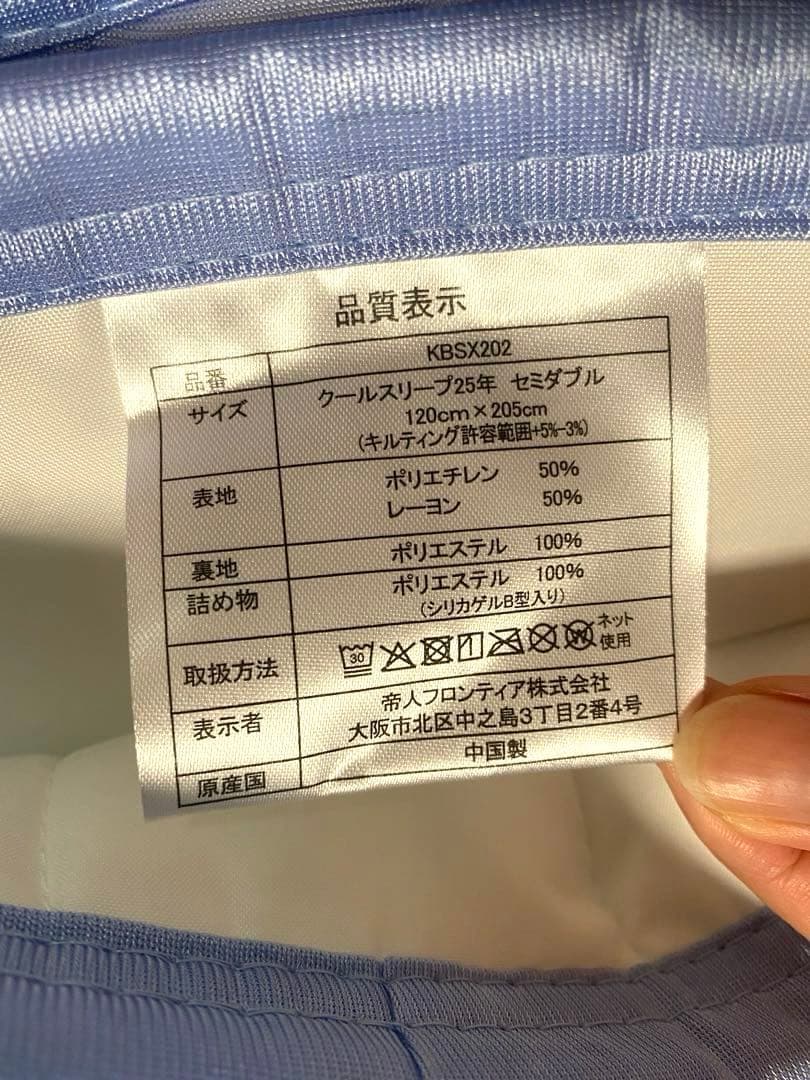 品質表示
品番 KBSX202
サイズ クールスリープ25年 セミダブル
120cm×205cm
(キルティング許容範囲+5%-3%)
表地 ポリエチレン 50%
レーヨン 50%
裏地 ポリエステル 100%
詰め物 ポリエステル 100%
(シリカゲルB型入り)
取扱方法 30 W ネット
使用
表示者 帝人フロンティア株式会社
大阪市北区中之島3丁目2番4号
原産国 中国製